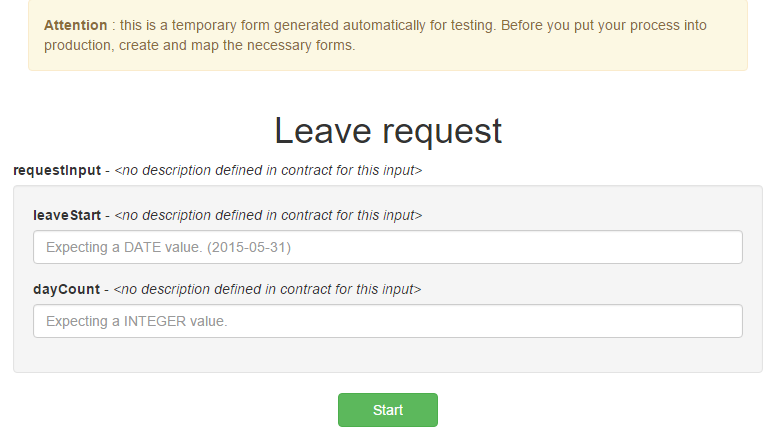 Attention : this is a temporary form generated automatically for testing. Before you put your process into
production, create and map the necessary forms.
Leave request
requestInput - <no description defined in contract for this input>
leaveStart - <no description defined in contract for this input>
Expecting a DATE value. (2015-05-31)
dayCount - <no description defined in contract for this input>
Expecting a INTEGER value.
Start